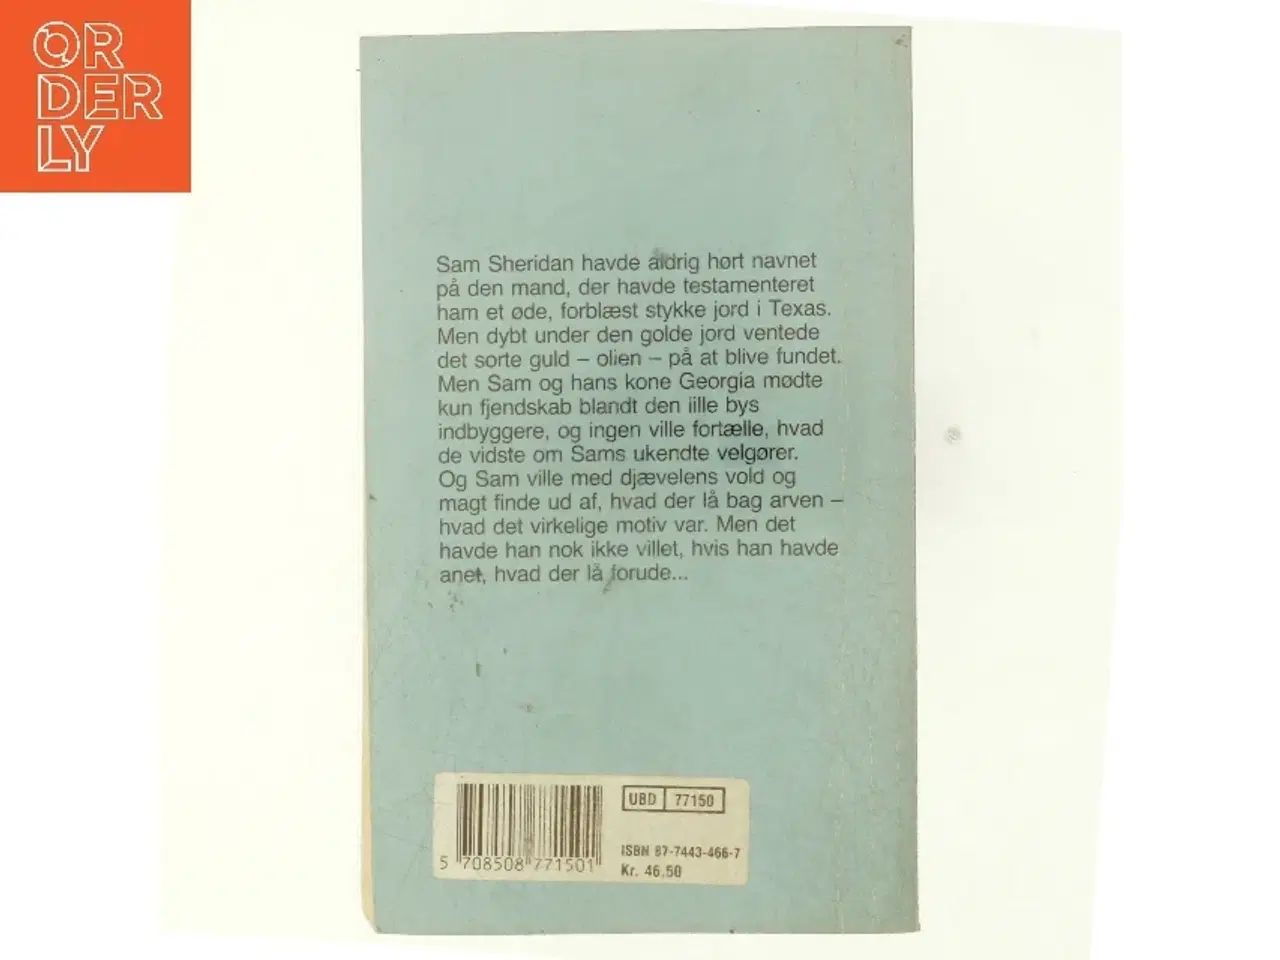 OR
DER
LY
Sam Sheridan havde aldrig hørt navnet
på den mand, der havde testamenteret
ham et øde, forblæst stykke jord i Texas.
Men dybt under den golde jord ventede
det sorte guld – olien – på at blive fundet.
Men Sam og hans kone Georgia mødte
kun fjendskab blandt den lille bys
indbyggere, og ingen ville fortælle, hvad
de vidste om Sams ukendte velgører.
Og Sam ville med djævelens vold og
magt finde ud af, hvad der lå bag arven –
hvad det virkelige motiv var. Men det
havde han nok ikke villet, hvis han havde
anet, hvad der lå forude...
UBD 77150
ISBN 87-7443-466-7
Kr. 46.50
5 708508 771501